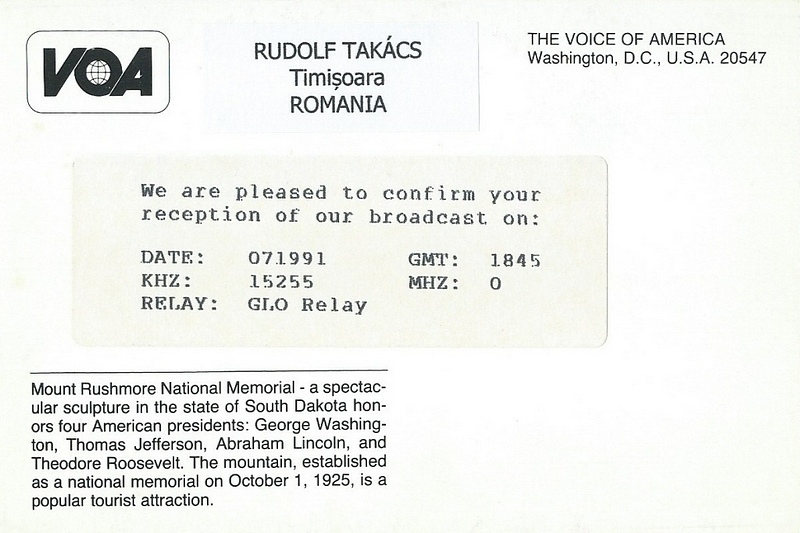 VOA
RUDOLF TAKÁCS
Timișoara
ROMANIA
THE VOICE OF AMERICA
Washington, D.C., U.S.A. 20547
We are pleased to confirm your
reception of our broadcast on:
DATE: 071991 GMT: 1845
KHZ: 15255 MHZ: 0
RELAY: GLO Relay
Mount Rushmore National Memorial - a spectac-
ular sculpture in the state of South Dakota hon-
ors four American presidents: George Washing-
ton, Thomas Jefferson, Abraham Lincoln, and
Theodore Roosevelt. The mountain, established
as a national memorial on October 1, 1925, is a
popular tourist attraction.